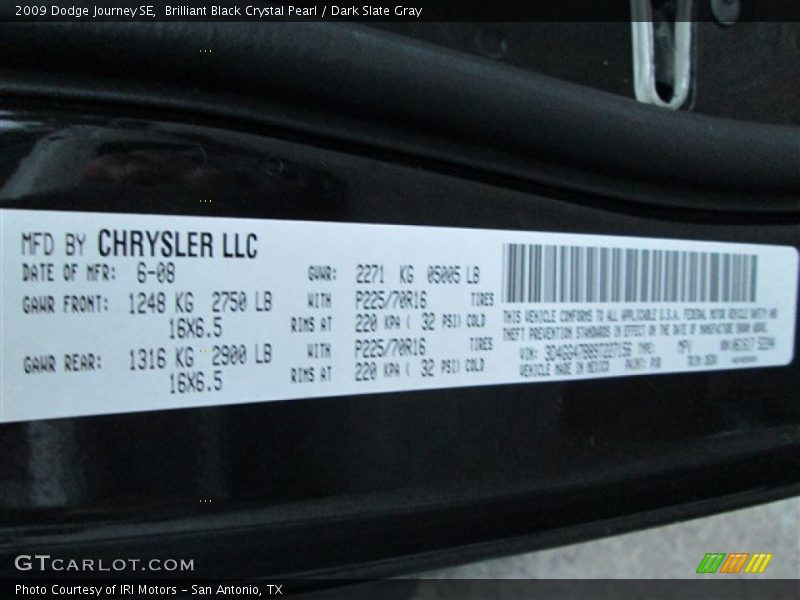 2009 Dodge Journey SE,  Brilliant Black Crystal Pearl / Dark Slate Gray
MFD BY CHRYSLER LLC
DATE OF MFR: 6-08 GVWR: 2271 KG 05005 LB
GAWR FRONT: 1248 KG 2750 LB WITH P225/70R16 TIRES
16X6.5 RIMS AT 220 KPA ( 32 PSI) COLD
GAWR REAR: 1316 KG 2900 LB WITH P225/70R16 TIRES
16X6.5 RIMS AT 220 KPA ( 32 PSI) COLD
THIS VEHICLE CONFORMS TO ALL APPLICABLE U.S.A. FEDERAL MOTOR VEHICLE SAFETY AND
THEFT PREVENTION STANDARDS IN EFFECT ON THE DATE OF MANUFACTURE SHOWN ABOVE.
VIN: TYPE: MPV
VEHICLE MADE IN MEXICO PAINT: TRIM:
GTCARLOT.COM
Photo Courtesy of IRI Motors – San Antonio, TX